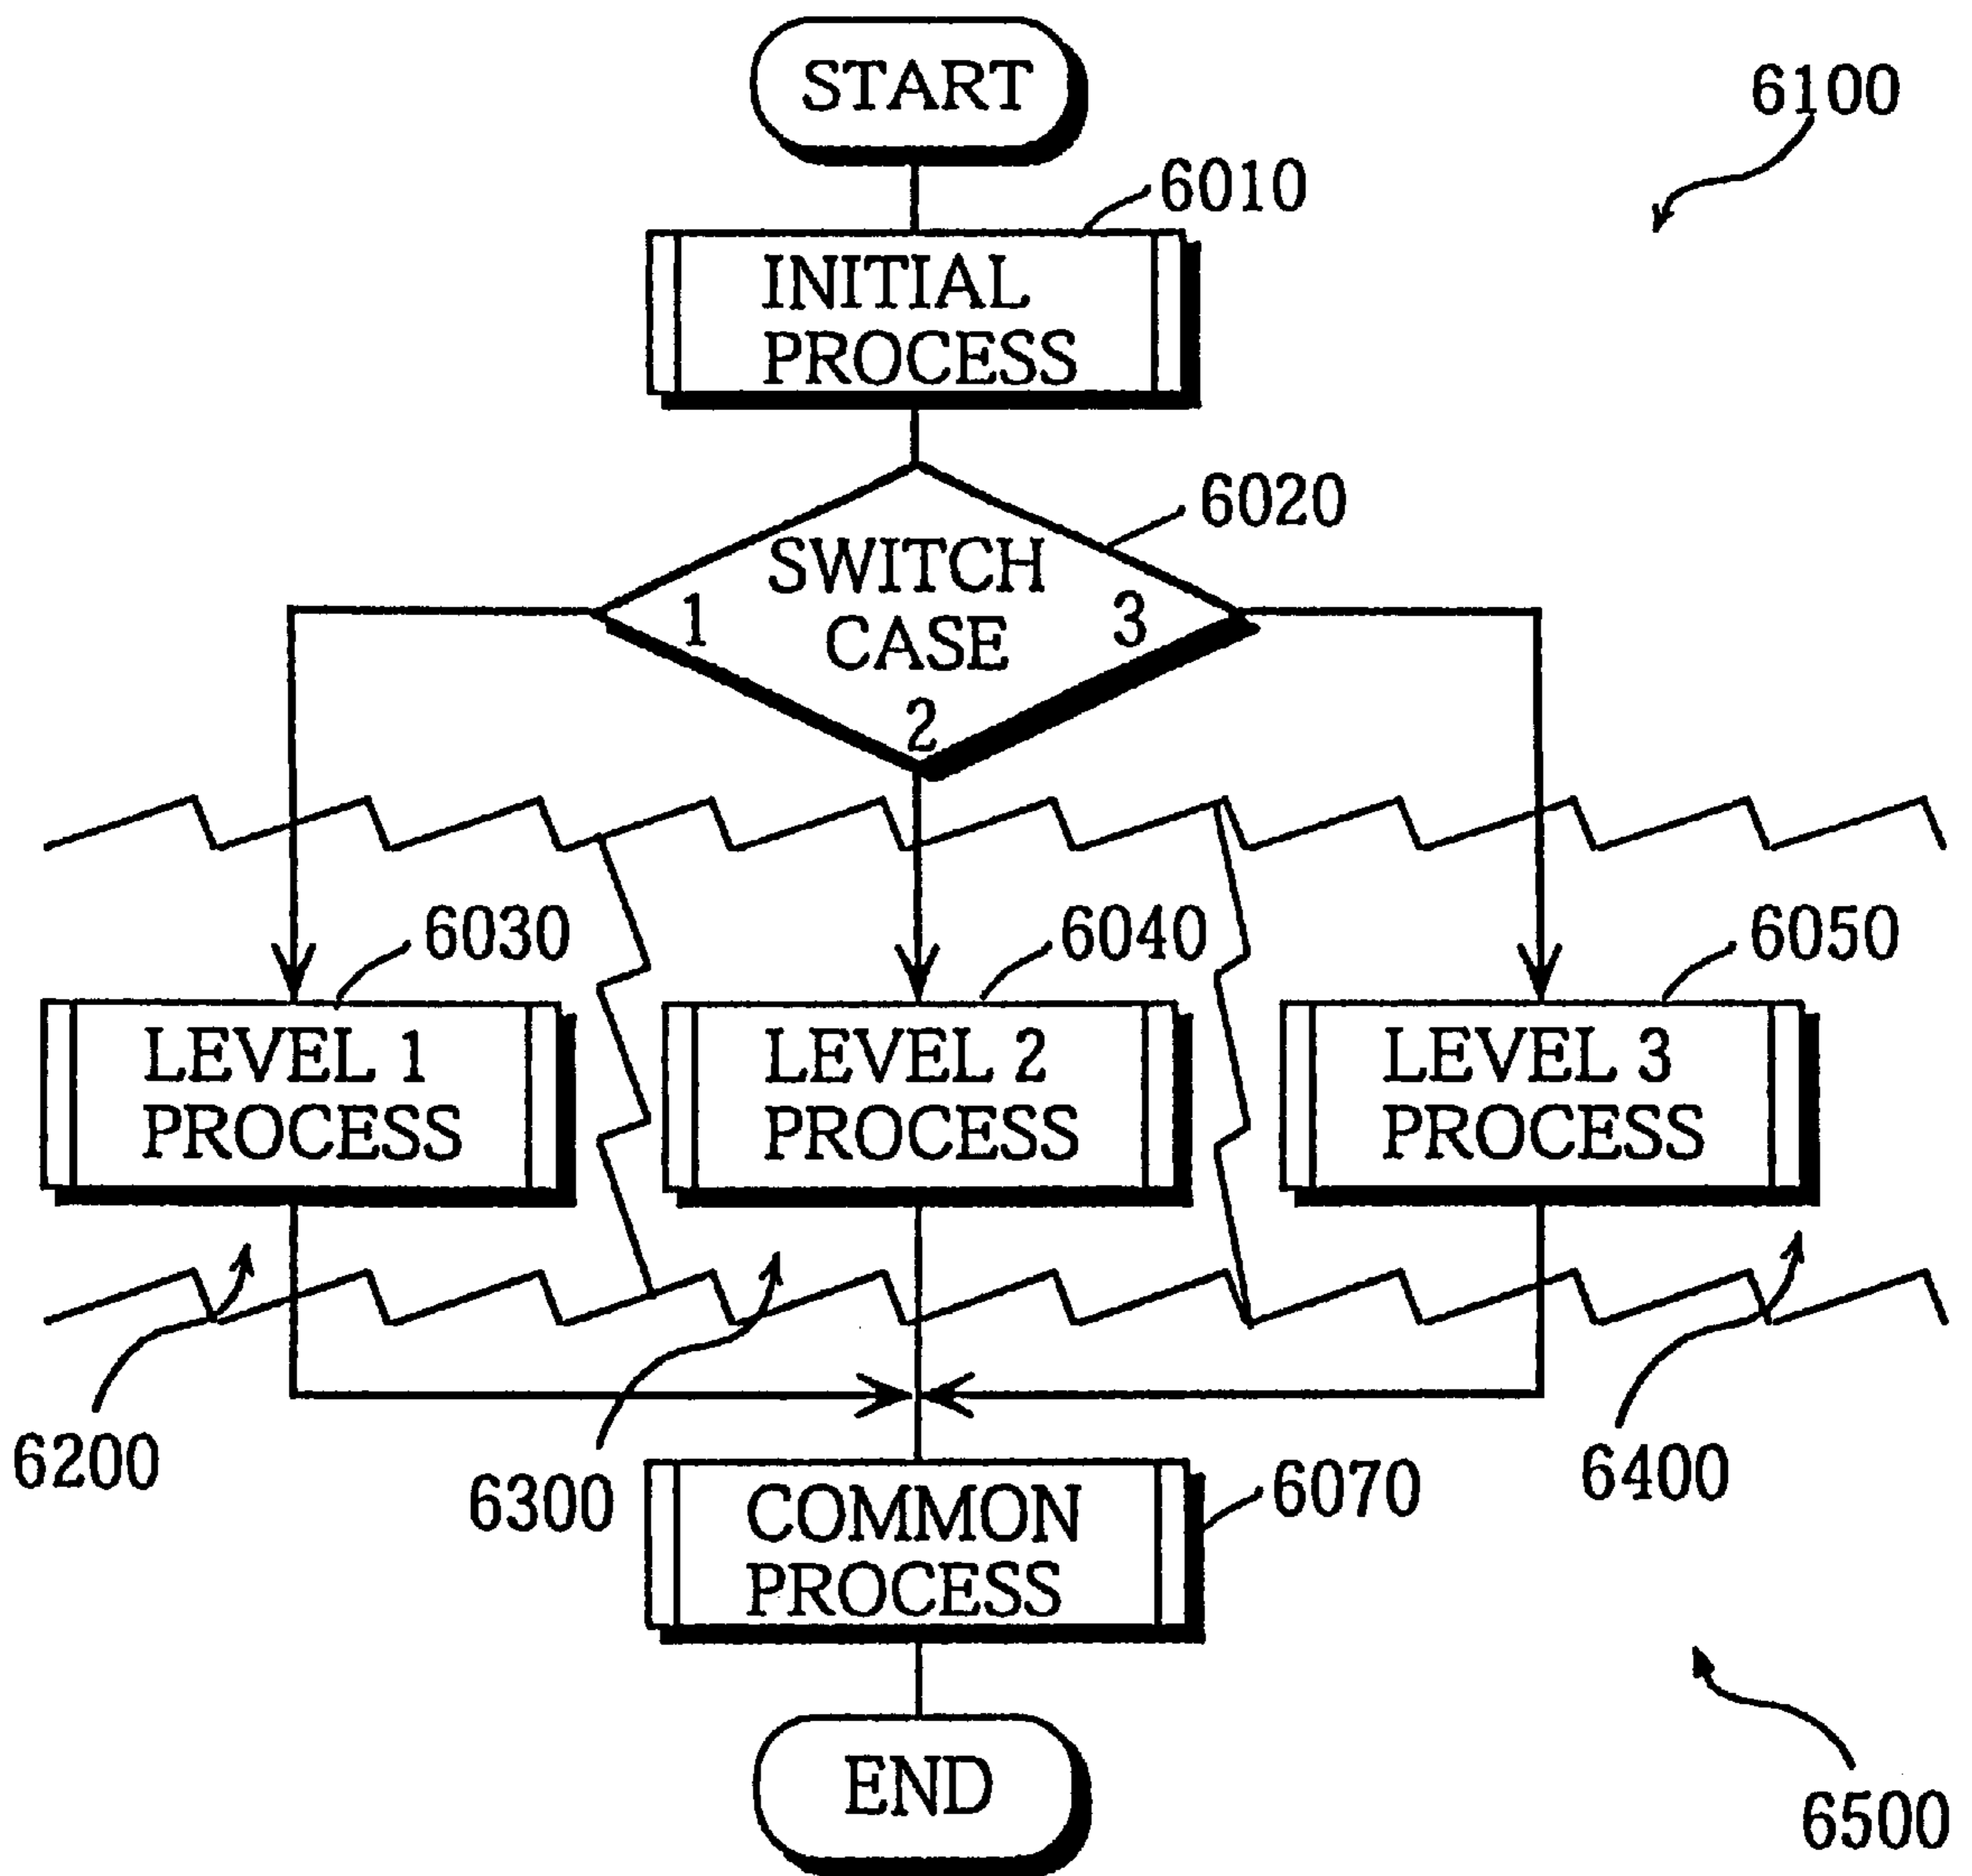 START
6100
6010
INITIAL
PROCESS
6020
SWITCH
CASE
1
3
2
6030
6040
6050
LEVEL 1
PROCESS
LEVEL 2
PROCESS
LEVEL 3
PROCESS
6200
6300
6400
6070
COMMON
PROCESS
END
6500